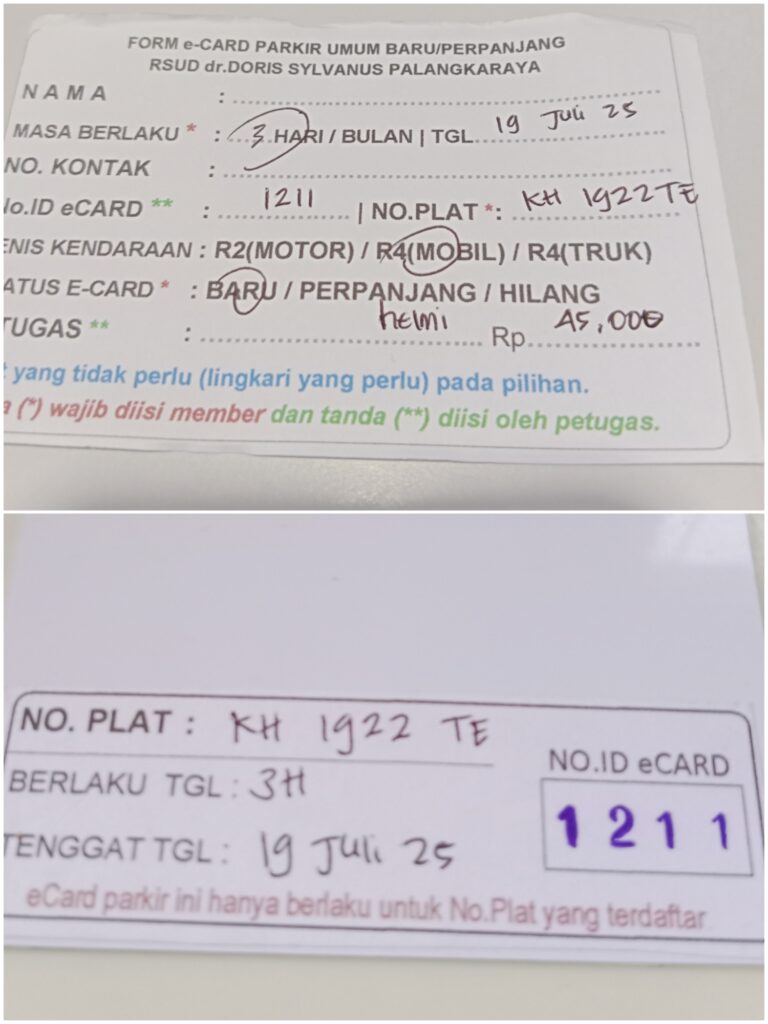 FORM e-CARD PARKIR UMUM BARU/PERPANJANG
RSUD dr.DORIS SYLVANUS PALANGKARAYA
NAMA :
MASA BERLAKU * : 3 HARI / BULAN | TGL 19 Juli 25
NO. KONTAK :
No.ID eCARD ** : 1211 | NO.PLAT *: KH 1922 TE
ENIS KENDARAAN : R2(MOTOR) / R4(MOBIL) / R4(TRUK)
ATUS E-CARD * : BARU / PERPANJANG / HILANG
TUGAS ** : helmi Rp 45,000
t yang tidak perlu (lingkari yang perlu) pada pilihan.
a (*) wajib diisi member dan tanda (**) diisi oleh petugas.
NO. PLAT : KH 1922 TE
BERLAKU TGL : 3H
NO.ID eCARD
1211
TENGGAT TGL : 19 Juli 25
eCard parkir ini hanya berlaku untuk No.Plat yang terdaftar